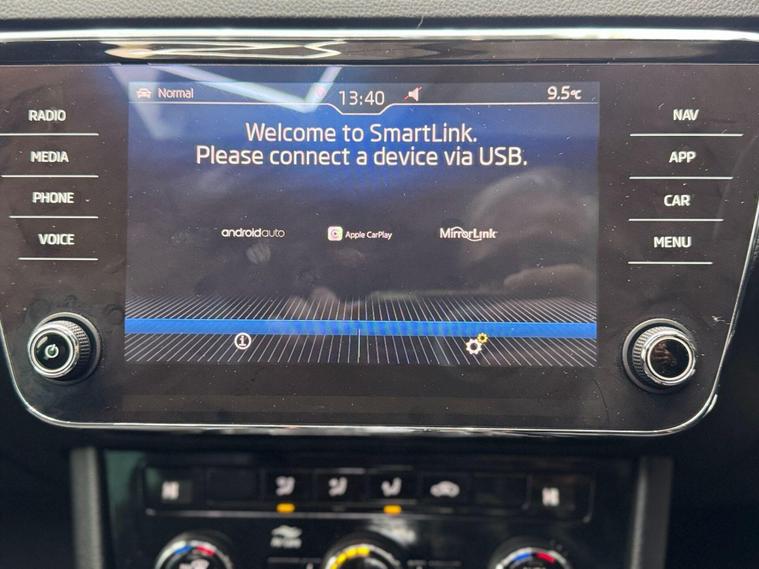 Normal
13:40
9.5°C
RADIO
MEDIA
PHONE
VOICE
Welcome to SmartLink.
Please connect a device via USB.
androidauto
Apple CarPlay
MirrorLink
NAV
APP
CAR
MENU